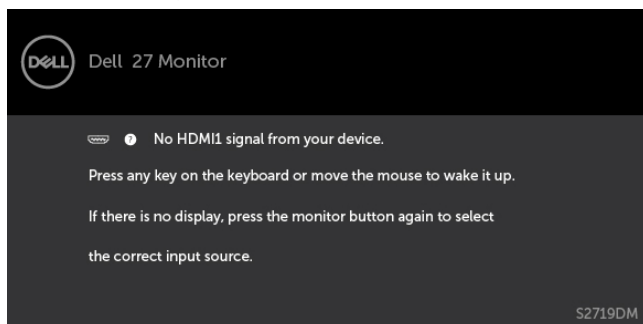 DELL
Dell 27 Monitor
? No HDMI1 signal from your device.
Press any key on the keyboard or move the mouse to wake it up.
If there is no display, press the monitor button again to select
the correct input source.
S2719DM